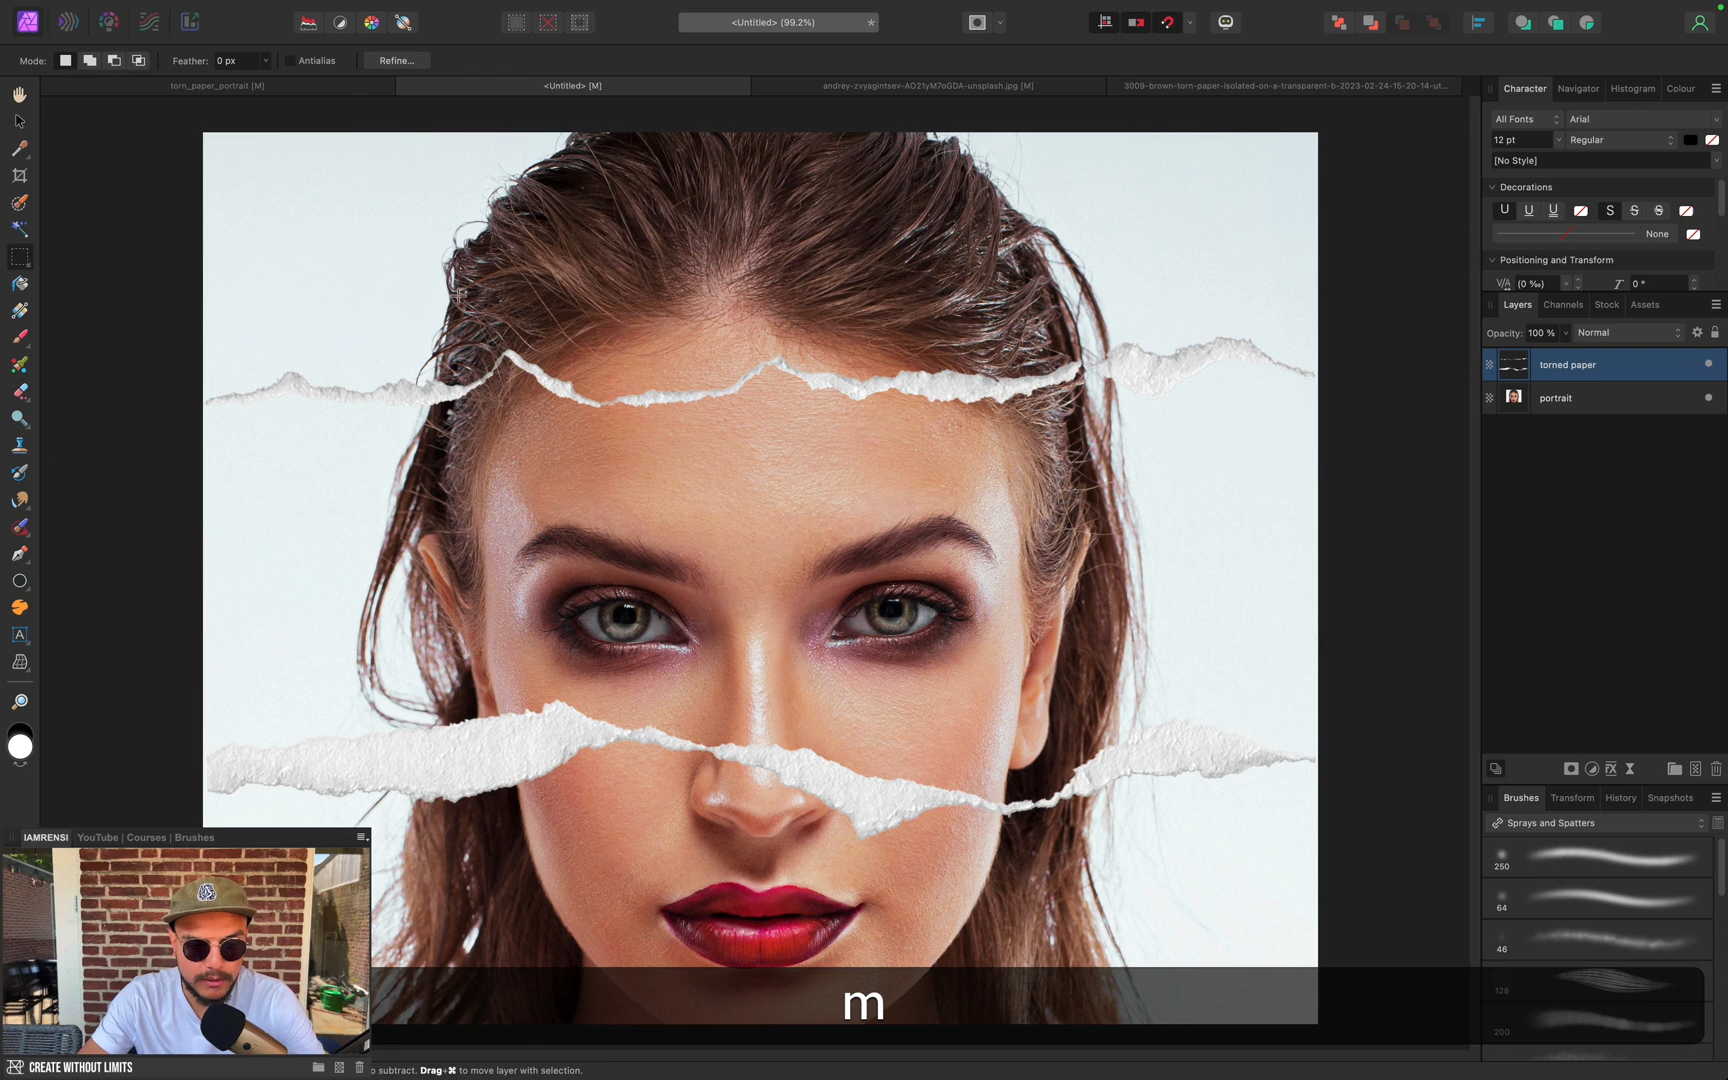 <Untitled> (99.2%)
*
Mode:
Feather: 0 px
Antialias
Refine...
torn_paper_portrait [M]
<Untitled> [M]
andrey-zvyagintsev-AO21yM7oGDA-unsplash.jpg [M]
3009-brown-torn-paper-isolated-on-a-transparent-b-2023-02-24-15-20-14-ut...
Character Navigator Histogram Colour
All Fonts Arial
12 pt Regular
[No Style]
Decorations
U U U S S S
None
Positioning and Transform
V/A (0 ‰) T 0 °
Layers Channels Stock Assets
Opacity: 100 % Normal
torned paper
portrait
Brushes Transform History Snapshots
Sprays and Spatters
250
64
46
128
200
IAMRENSI YouTube | Courses | Brushes
m
CREATE WITHOUT LIMITS
o subtract. Drag+⌘ to move layer with selection.